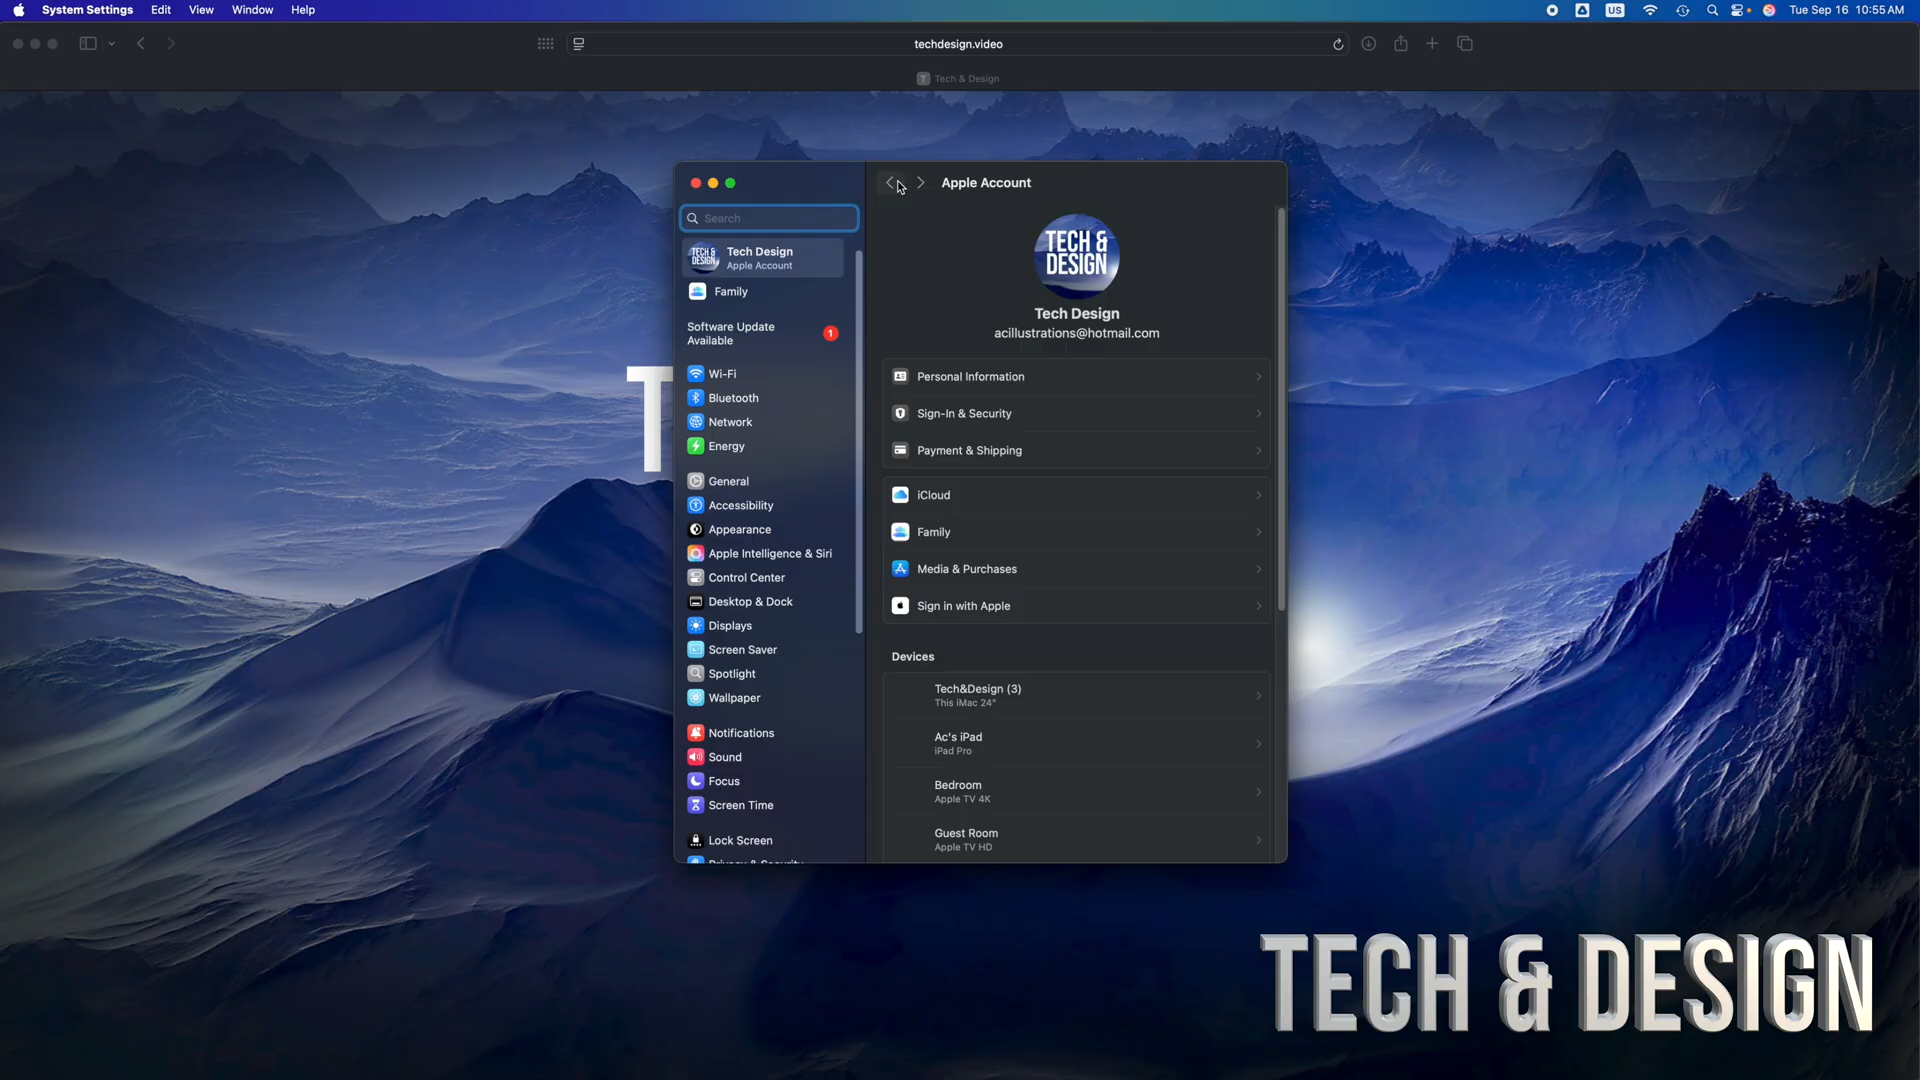 System Settings Edit View Window Help
US
Tue Sep 16 10:55 AM
techdesign.video
T Tech & Design
Apple Account
Search
TECH &
DESIGN
Tech Design
Apple Account
Family
Software Update
Available
1
Wi-Fi
Bluetooth
Network
Energy
General
Accessibility
Appearance
Apple Intelligence & Siri
Control Center
Desktop & Dock
Displays
Screen Saver
Spotlight
Wallpaper
Notifications
Sound
Focus
Screen Time
Lock Screen
Privacy & Security
TECH &
DESIGN
Tech Design
acillustrations@hotmail.com
Personal Information
Sign-In & Security
Payment & Shipping
iCloud
Family
Media & Purchases
Sign in with Apple
Devices
Tech&Design (3)
This iMac 24"
Ac's iPad
iPad Pro
Bedroom
Apple TV 4K
Guest Room
Apple TV HD
T
TECH & DESIGN